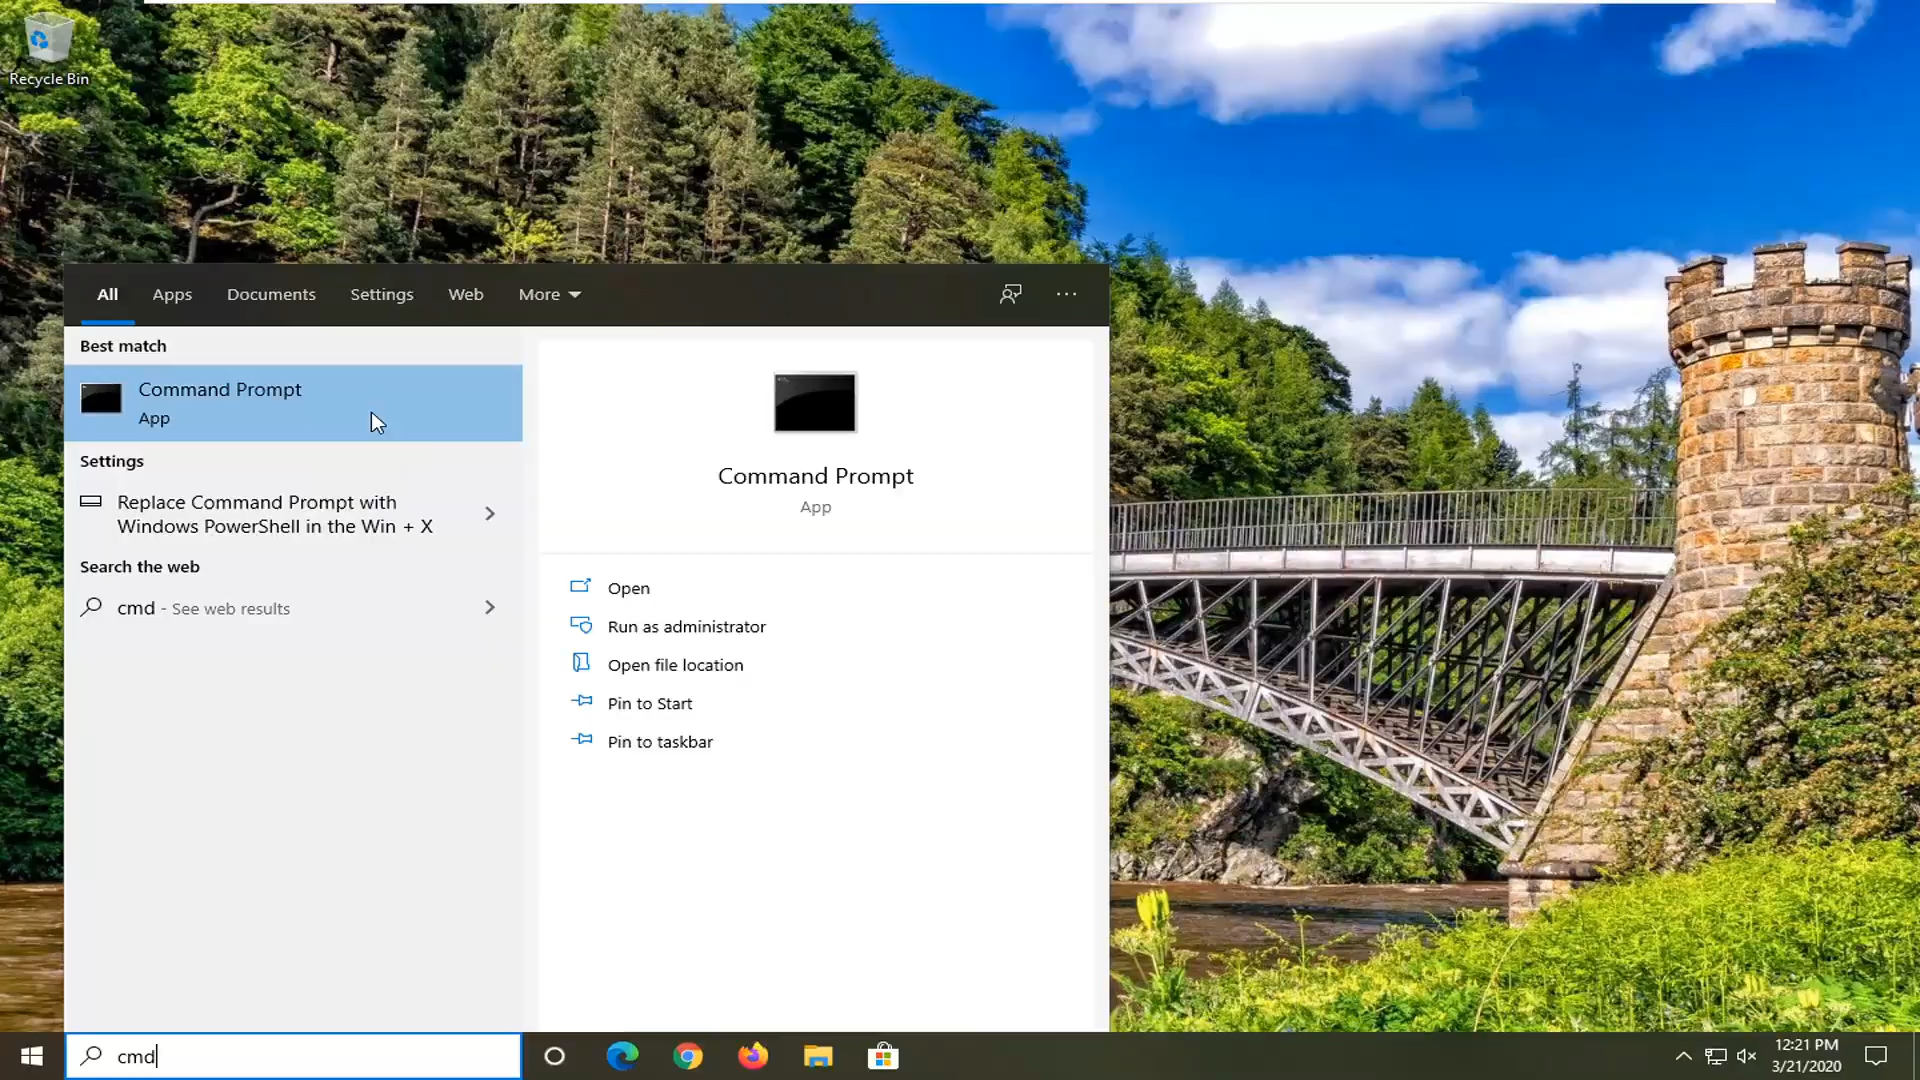 Recycle Bin
All Apps Documents Settings Web More
Best match
Command Prompt
App
Settings
Replace Command Prompt with
Windows PowerShell in the Win + X
Search the web
cmd - See web results
Command Prompt
App
Open
Run as administrator
Open file location
Pin to Start
Pin to taskbar
cmd
12:21 PM
3/21/2020